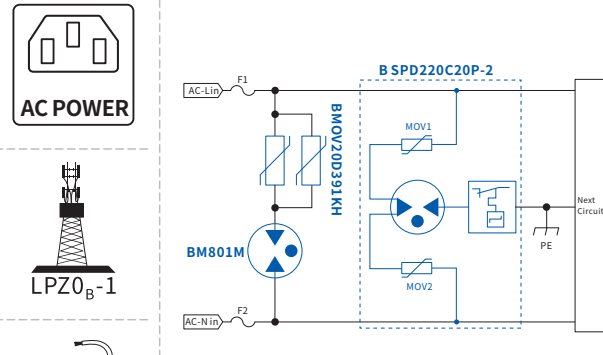 AC POWER
LPZ0B-1
F1
AC-Lin
BMOV20D391KH
BM801M
F2
AC-N in
B SPD220C20P-2
MOV1
MOV2
PE
Next
Circuit